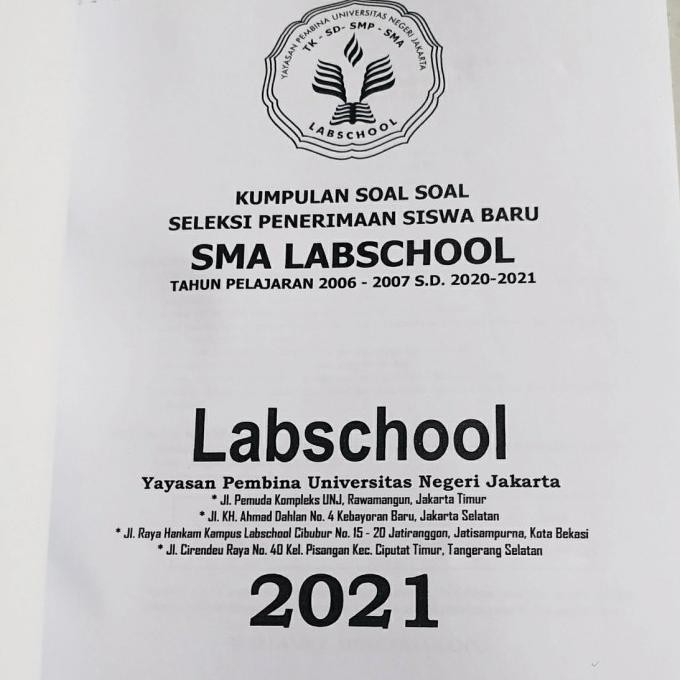 YAYASAN PEMBINA UNIVERSITAS NEGERI JAKARTA
TK - SD - SMP - SMA
LABSCHOOL
KUMPULAN SOAL SOAL
SELEKSI PENERIMAAN SISWA BARU
SMA LABSCHOOL
TAHUN PELAJARAN 2006 - 2007 S.D. 2020-2021
Labschool
Yayasan Pembina Universitas Negeri Jakarta
* Jl. Pemuda Kompleks UNJ, Rawamangun, Jakarta Timur
* Jl. KH. Ahmad Dahlan No. 4 Kebayoran Baru, Jakarta Selatan
* Jl. Raya Hankam Kampus Labschool Cibubur No. 15 - 20 Jatiranggon, Jatisampurna, Kota Bekasi
* Jl. Cirendeu Raya No. 40 Kel. Pisangan Kec. Ciputat Timur, Tangerang Selatan
2021